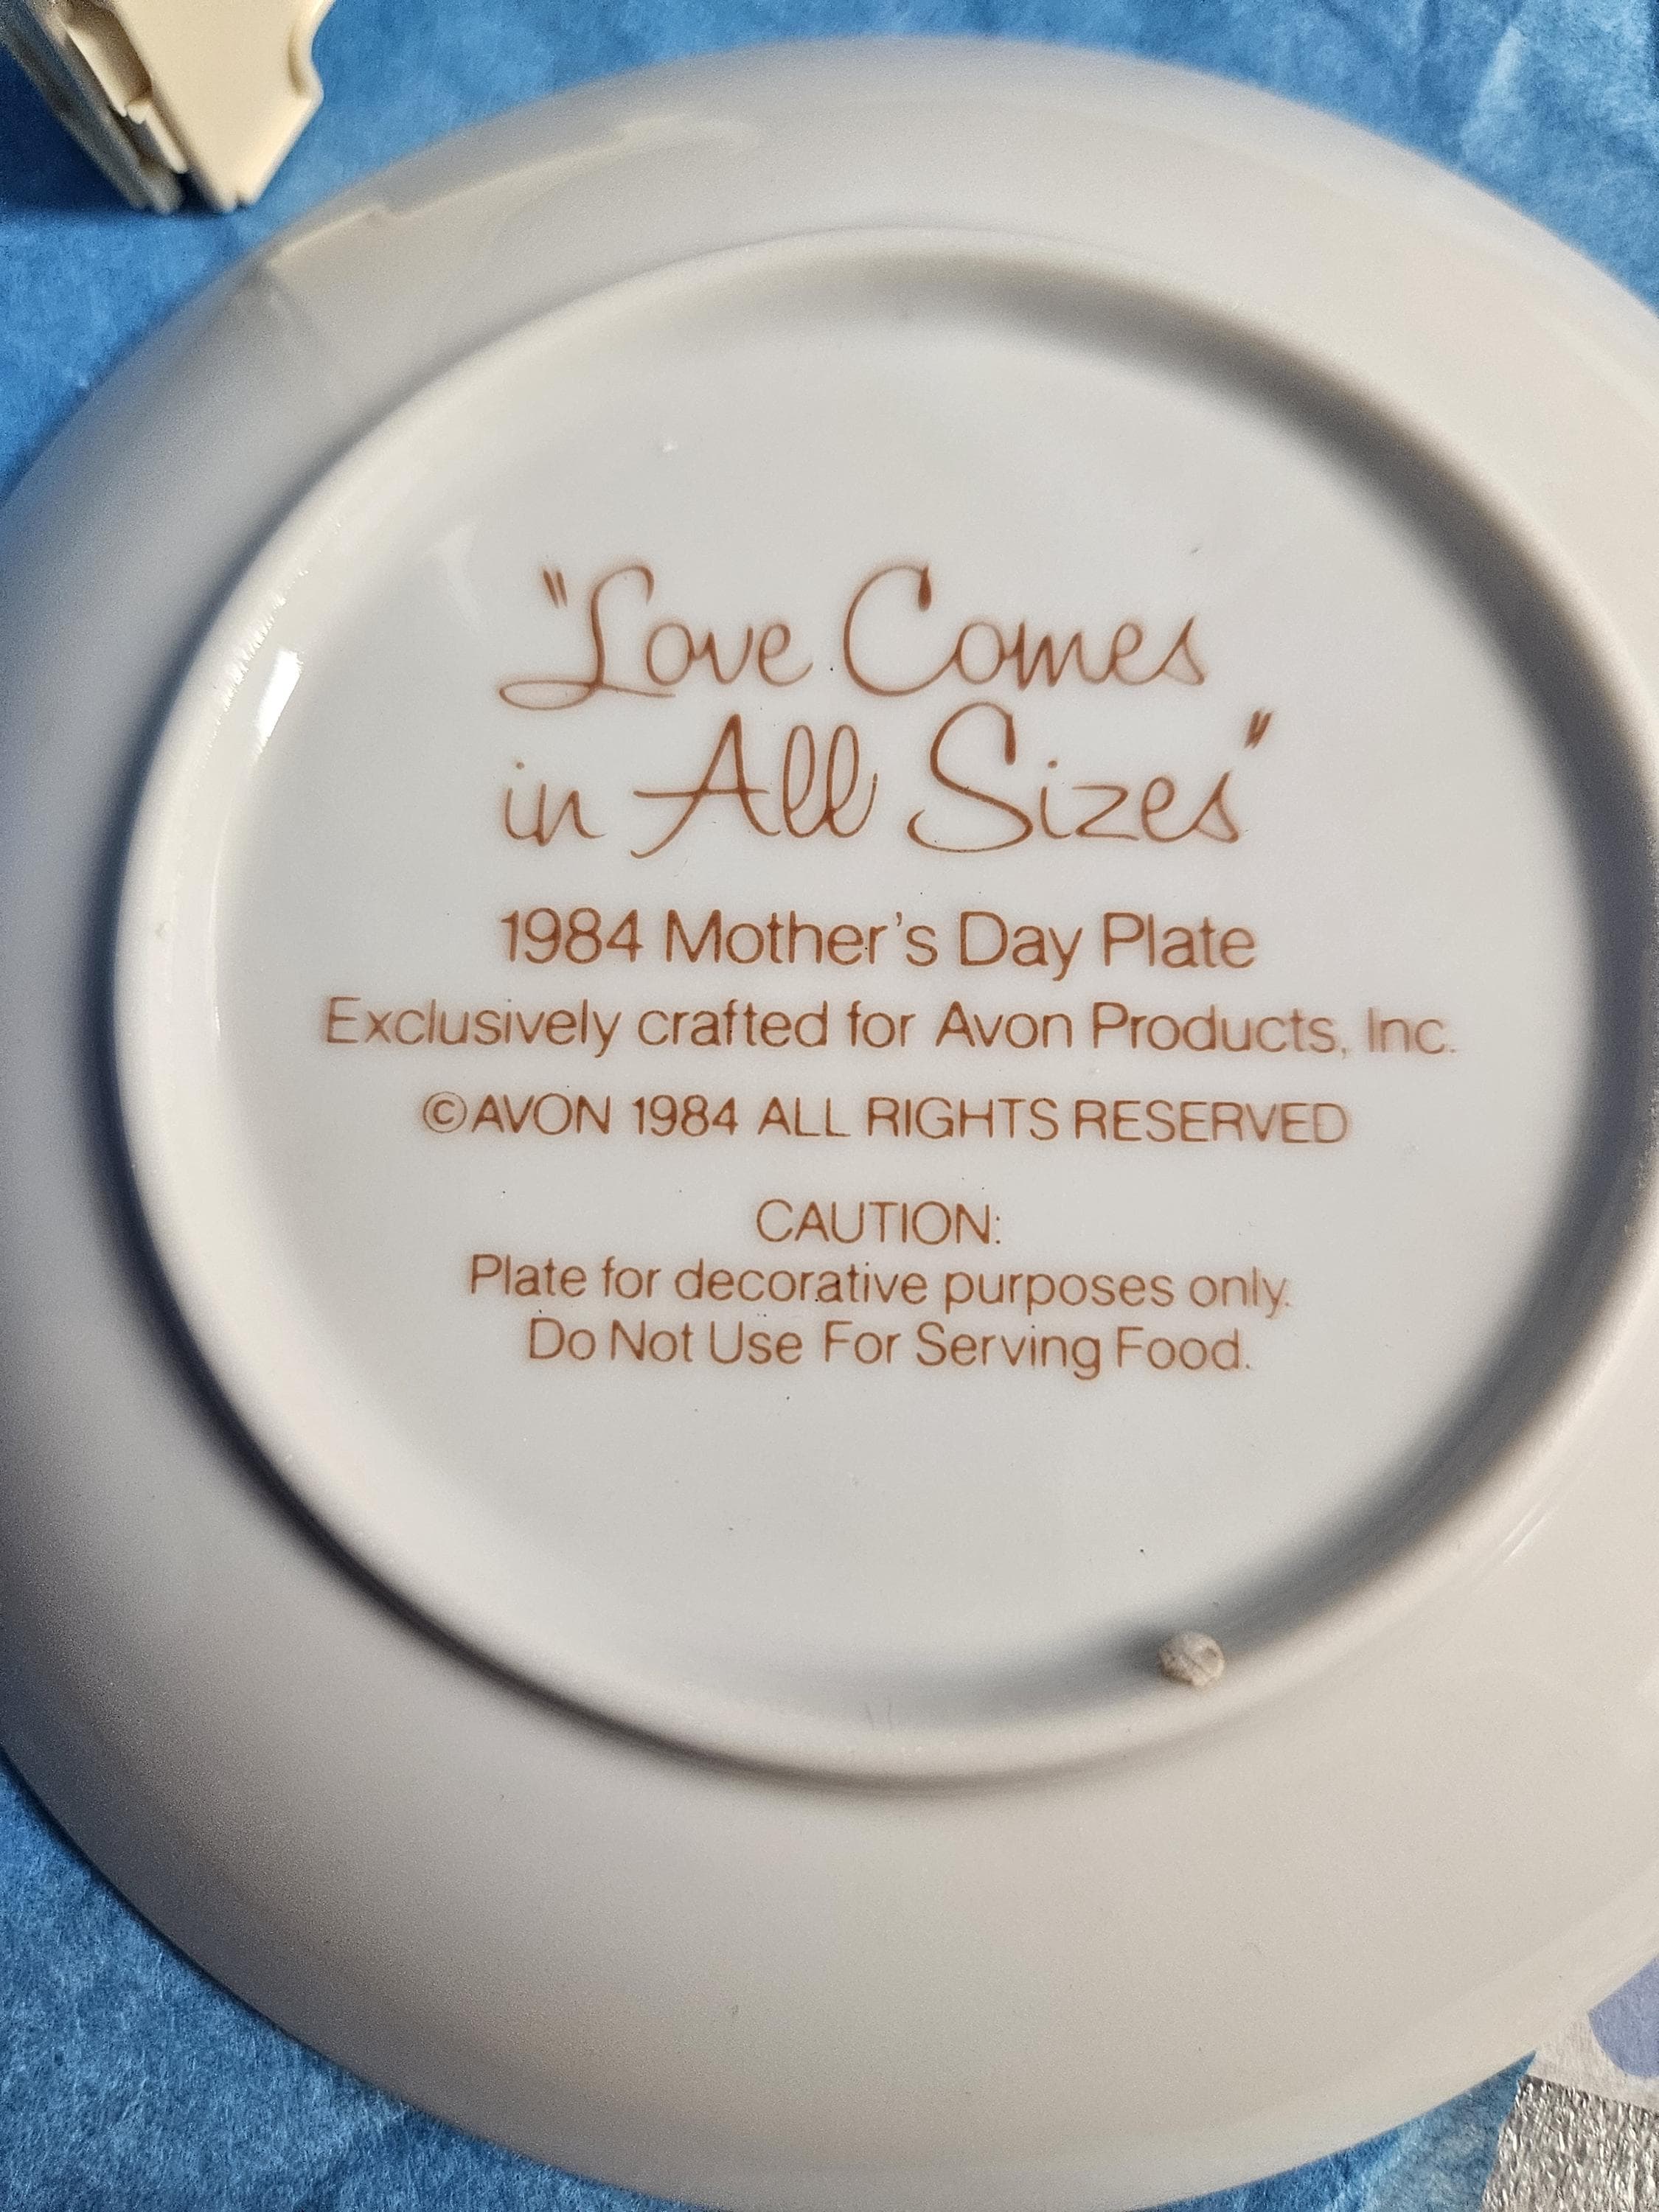 "Love Comes
in All Sizes"
1984 Mother's Day Plate
Exclusively crafted for Avon Products, Inc.
©AVON 1984 ALL RIGHTS RESERVED
CAUTION:
Plate for decorative purposes only.
Do Not Use For Serving Food.